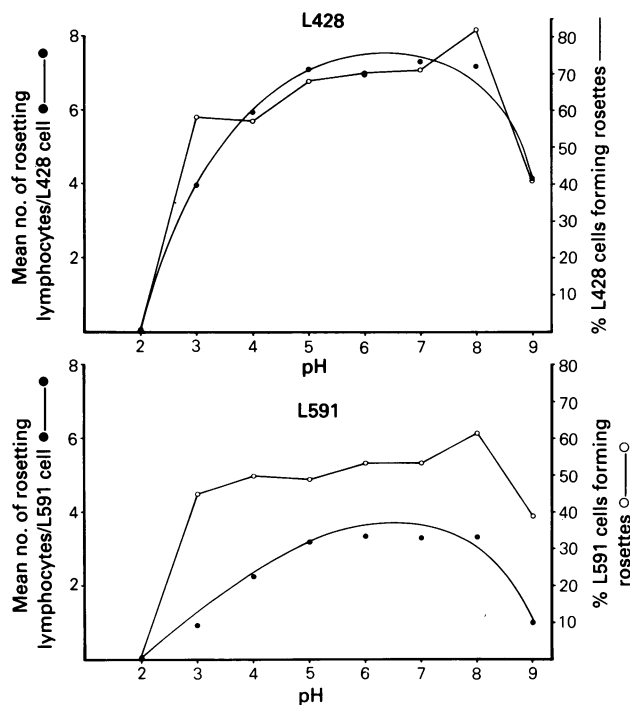 L428
Mean no. of rosetting
lymphocytes/L428 cell
8
6
4
2
80
70
60
50
40
30
20
10
% L428 cells forming rosettes
2 3 4 5 6 7 8 9
pH
L591
Mean no. of rosetting
lymphocytes/L591 cell
8
6
4
2
80
70
60
50
40
30
20
10
% L591 cells forming
rosettes
2 3 4 5 6 7 8 9
pH